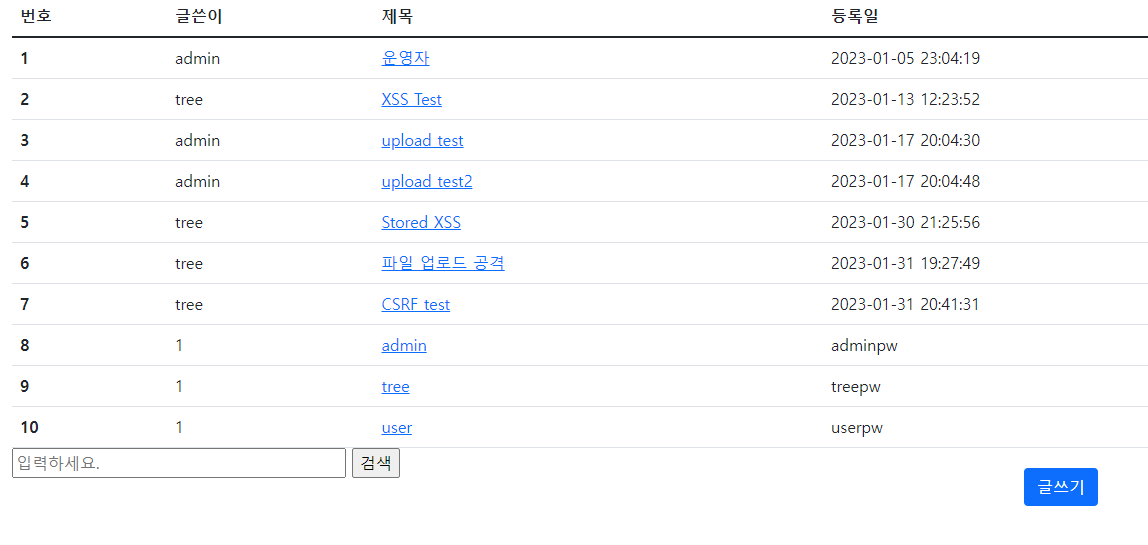 번호 글쓴이 제목 등록일
1 admin 운영자 2023-01-05 23:04:19
2 tree XSS Test 2023-01-13 12:23:52
3 admin upload test 2023-01-17 20:04:30
4 admin upload test2 2023-01-17 20:04:48
5 tree Stored XSS 2023-01-30 21:25:56
6 tree 파일 업로드 공격 2023-01-31 19:27:49
7 tree CSRF test 2023-01-31 20:41:31
8 1 admin adminpw
9 1 tree treepw
10 1 user userpw
입력하세요. 검색
글쓰기